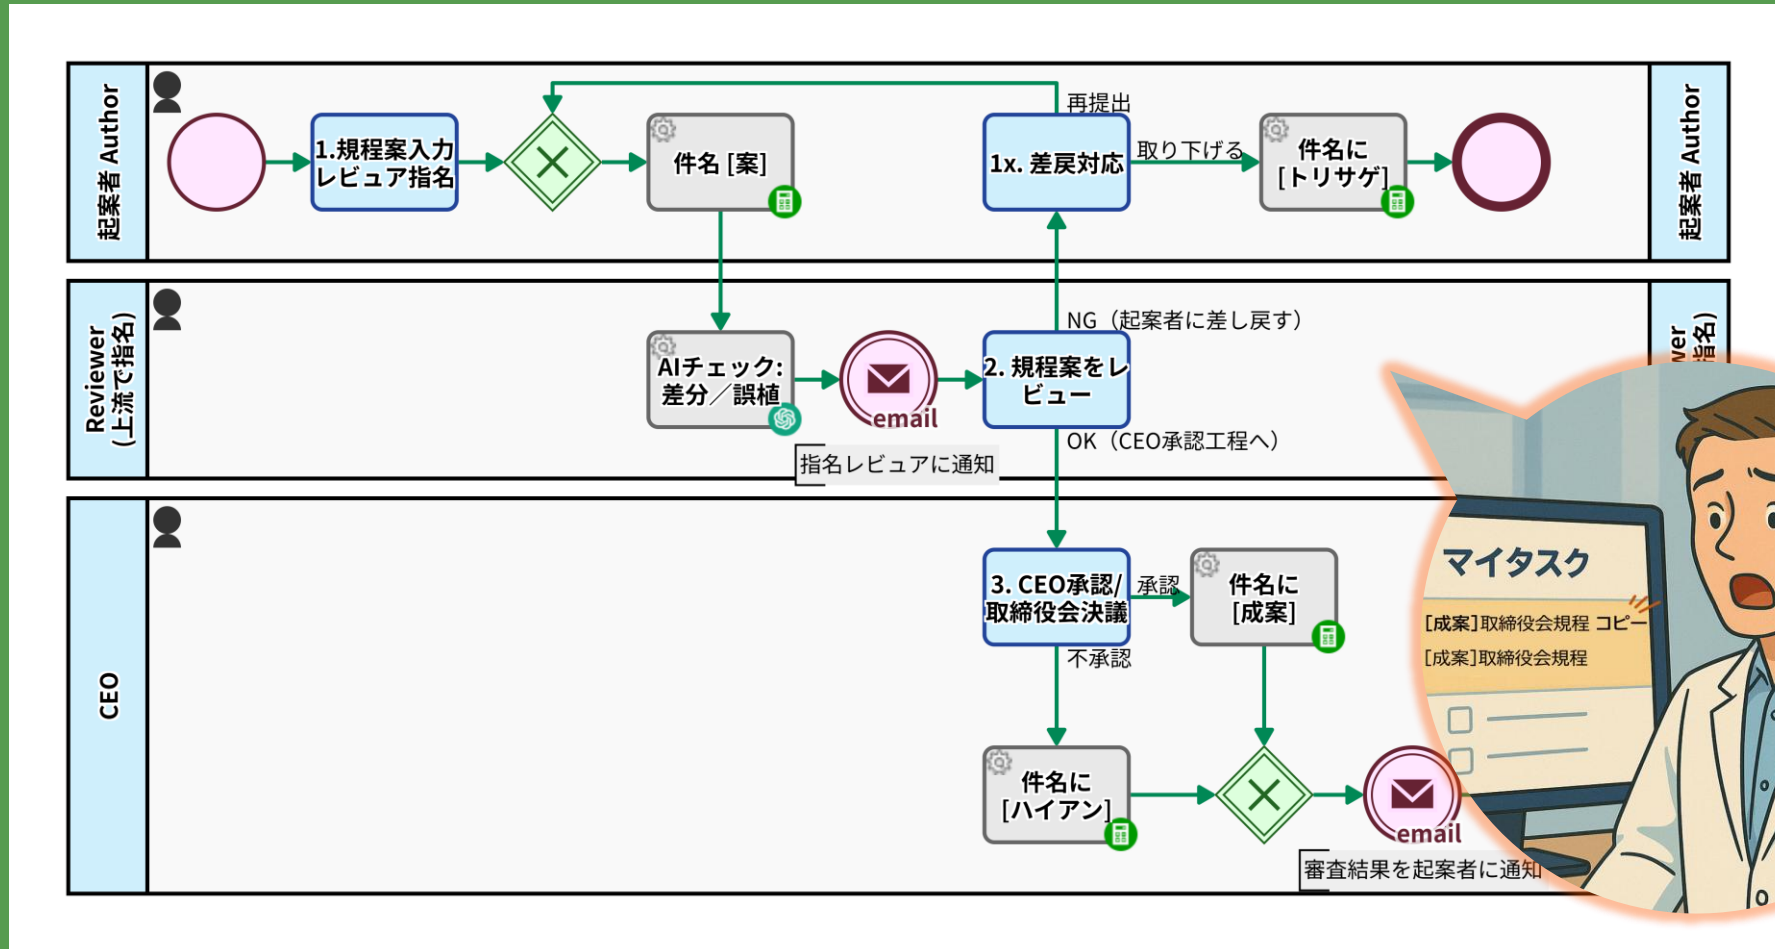 起案者 Author
1.規程案入力
レビュア指名
件名 [案]
再提出
1x. 差戻対応
取り下げる
件名に
[トリサゲ]
起案者 Author
Reviewer
(上流で指名)
AIチェック:
差分／誤植
email
指名レビュアに通知
NG（起案者に差し戻す）
2. 規程案をレ
ビュー
OK（CEO承認工程へ）
wer
指名)
CEO
3. CEO承認/
取締役会決議
承認
件名に
[成案]
不承認
件名に
[ハイアン]
email
審査結果を起案者に通知
マイタスク
[成案]取締役会規程 コピー
[成案]取締役会規程